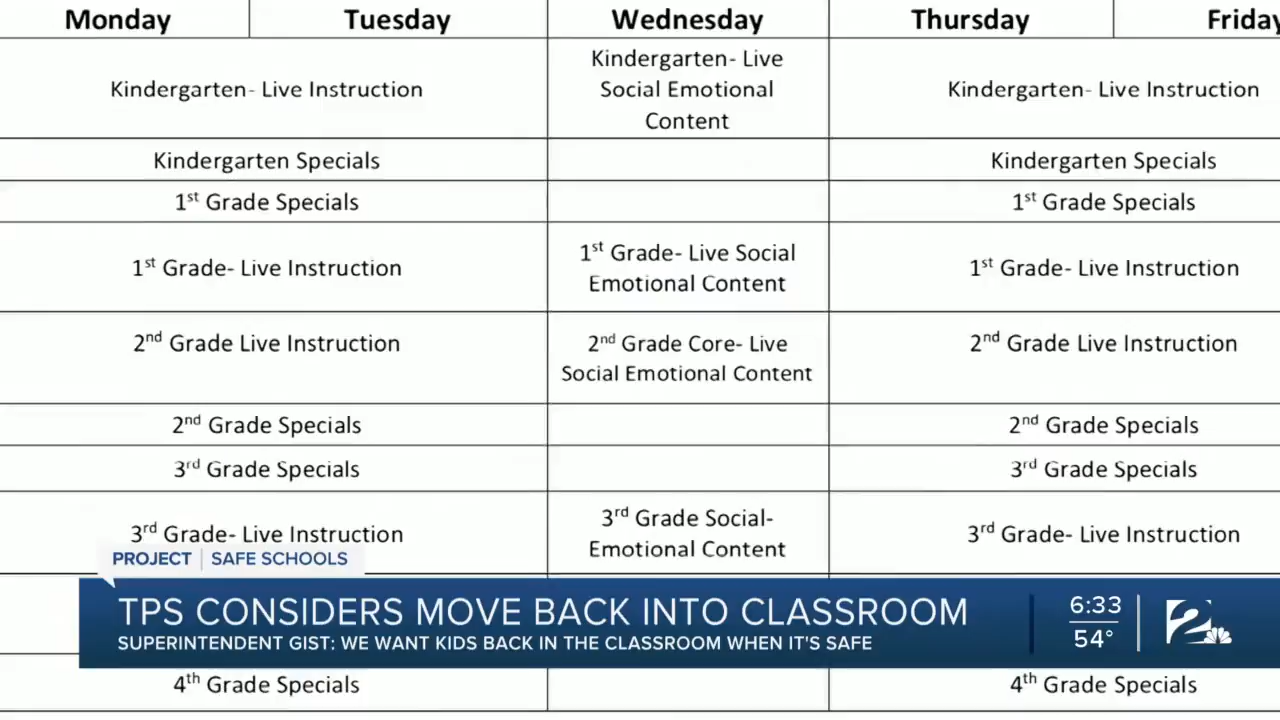 Monday Tuesday Wednesday Thursday Friday
Kindergarten- Live Instruction
Kindergarten- Live
Social Emotional
Content
Kindergarten- Live Instruction
Kindergarten Specials
Kindergarten Specials
1st Grade Specials
1st Grade Specials
1st Grade- Live Instruction
1st Grade- Live Social
Emotional Content
1st Grade- Live Instruction
2nd Grade Live Instruction
2nd Grade Core- Live
Social Emotional Content
2nd Grade Live Instruction
2nd Grade Specials
2nd Grade Specials
3rd Grade Specials
3rd Grade Specials
3rd Grade- Live Instruction
3rd Grade Social-
Emotional Content
3rd Grade- Live Instruction
PROJECT | SAFE SCHOOLS
TPS CONSIDERS MOVE BACK INTO CLASSROOM
SUPERINTENDENT GIST: WE WANT KIDS BACK IN THE CLASSROOM WHEN IT'S SAFE
6:33
54°
2
4th Grade Specials
4th Grade Specials